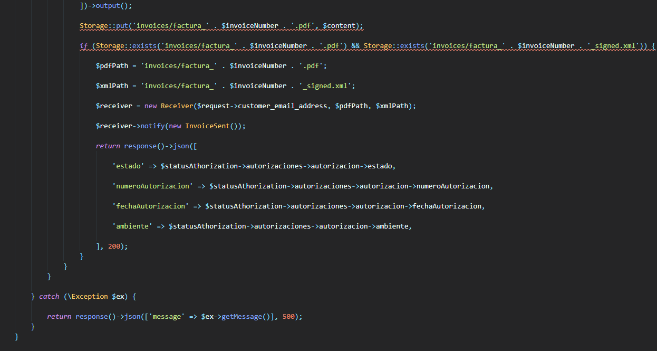 ])->output();
Storage::put('invoices/factura_' . $invoiceNumber . '.pdf', $content);
if (Storage::exists('invoices/factura_' . $invoiceNumber . '.pdf') && Storage::exists('invoices/factura_' . $invoiceNumber . '_signed.xml')) {
$pdfPath = 'invoices/factura_' . $invoiceNumber . '.pdf';
$xmlPath = 'invoices/factura_' . $invoiceNumber . '_signed.xml';
$receiver = new Receiver($request->customer_email_address, $pdfPath, $xmlPath);
$receiver->notify(new InvoiceSent());
return response()->json([
'estado' => $statusAthorization->autorizaciones->autorizacion->estado,
'numeroAutorizacion' => $statusAthorization->autorizaciones->autorizacion->numeroAutorizacion,
'fechaAutorizacion' => $statusAthorization->autorizaciones->autorizacion->fechaAutorizacion,
'ambiente' => $statusAthorization->autorizaciones->autorizacion->ambiente,
], 200);
}
}
}
} catch (\Exception $ex) {
return response()->json(['message' => $ex->getMessage()], 500);
}
}